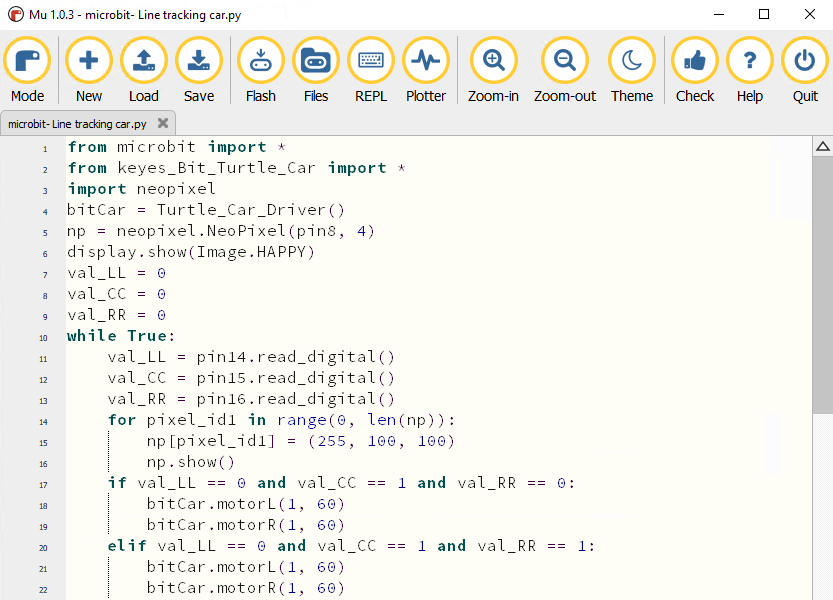 Mu 1.0.3 - microbit- Line tracking car.py
Mode New Load Save Flash Files REPL Plotter Zoom-in Zoom-out Theme Check Help Quit
microbit- Line tracking car.py
1 from microbit import *
2 from keyes_Bit_Turtle_Car import *
3 import neopixel
4 bitCar = Turtle_Car_Driver()
5 np = neopixel.NeoPixel(pin8, 4)
6 display.show(Image.HAPPY)
7 val_LL = 0
8 val_CC = 0
9 val_RR = 0
10 while True:
11     val_LL = pin14.read_digital()
12     val_CC = pin15.read_digital()
13     val_RR = pin16.read_digital()
14     for pixel_id1 in range(0, len(np)):
15         np[pixel_id1] = (255, 100, 100)
16         np.show()
17     if val_LL == 0 and val_CC == 1 and val_RR == 0:
18         bitCar.motorL(1, 60)
19         bitCar.motorR(1, 60)
20     elif val_LL == 0 and val_CC == 1 and val_RR == 1:
21         bitCar.motorL(1, 60)
22         bitCar.motorR(1, 60)